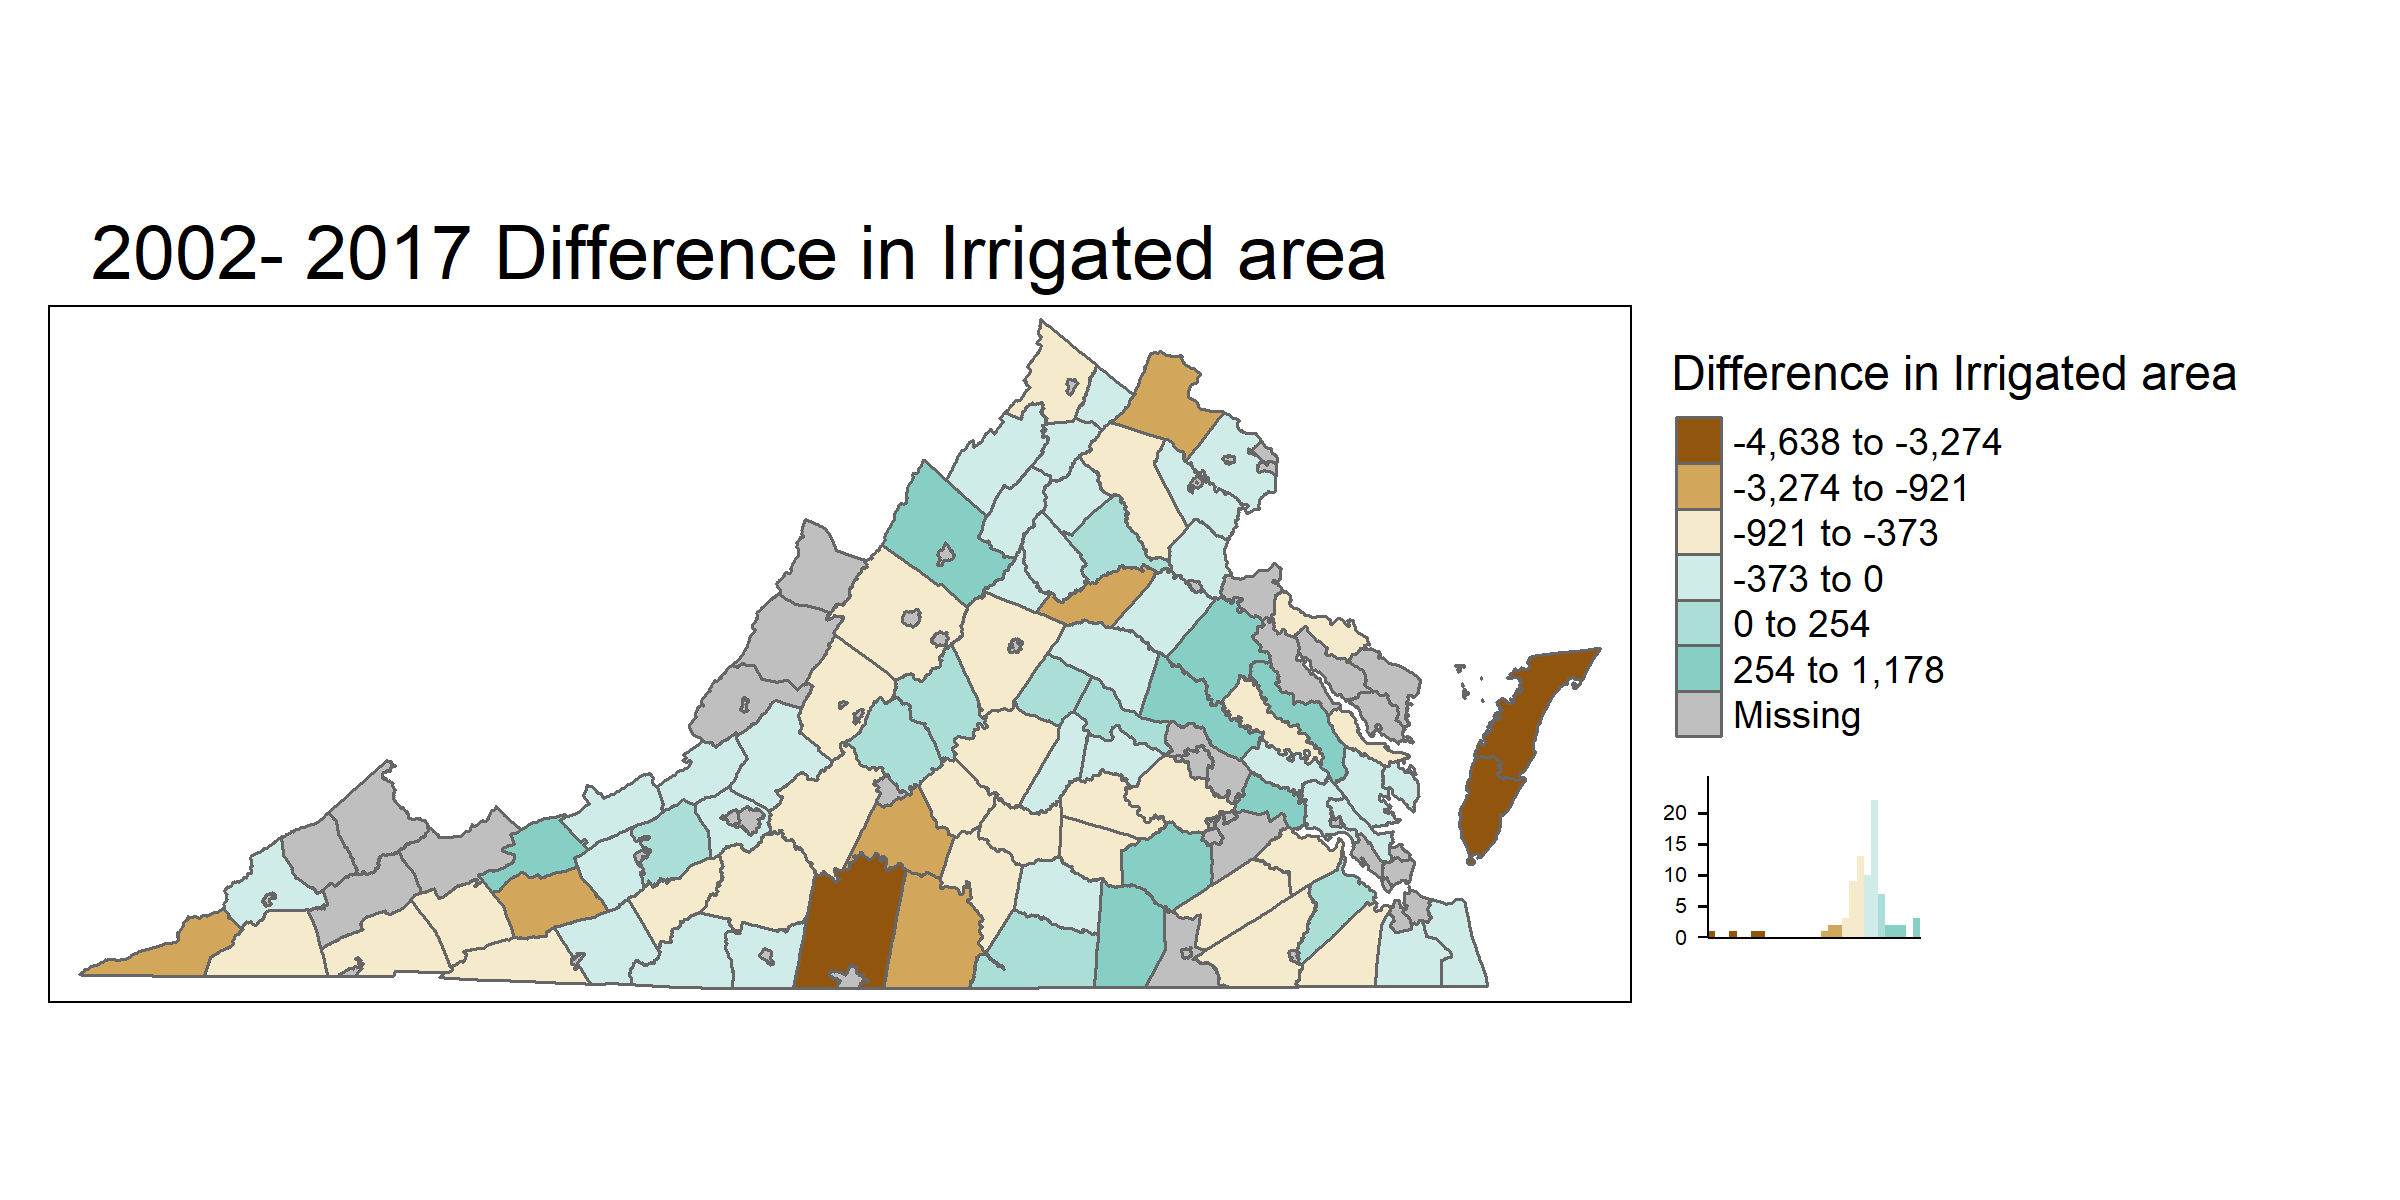 2002- 2017 Difference in Irrigated area
Difference in Irrigated area
-4,638 to -3,274
-3,274 to -921
-921 to -373
-373 to 0
0 to 254
254 to 1,178
Missing
20
15
10
5
0